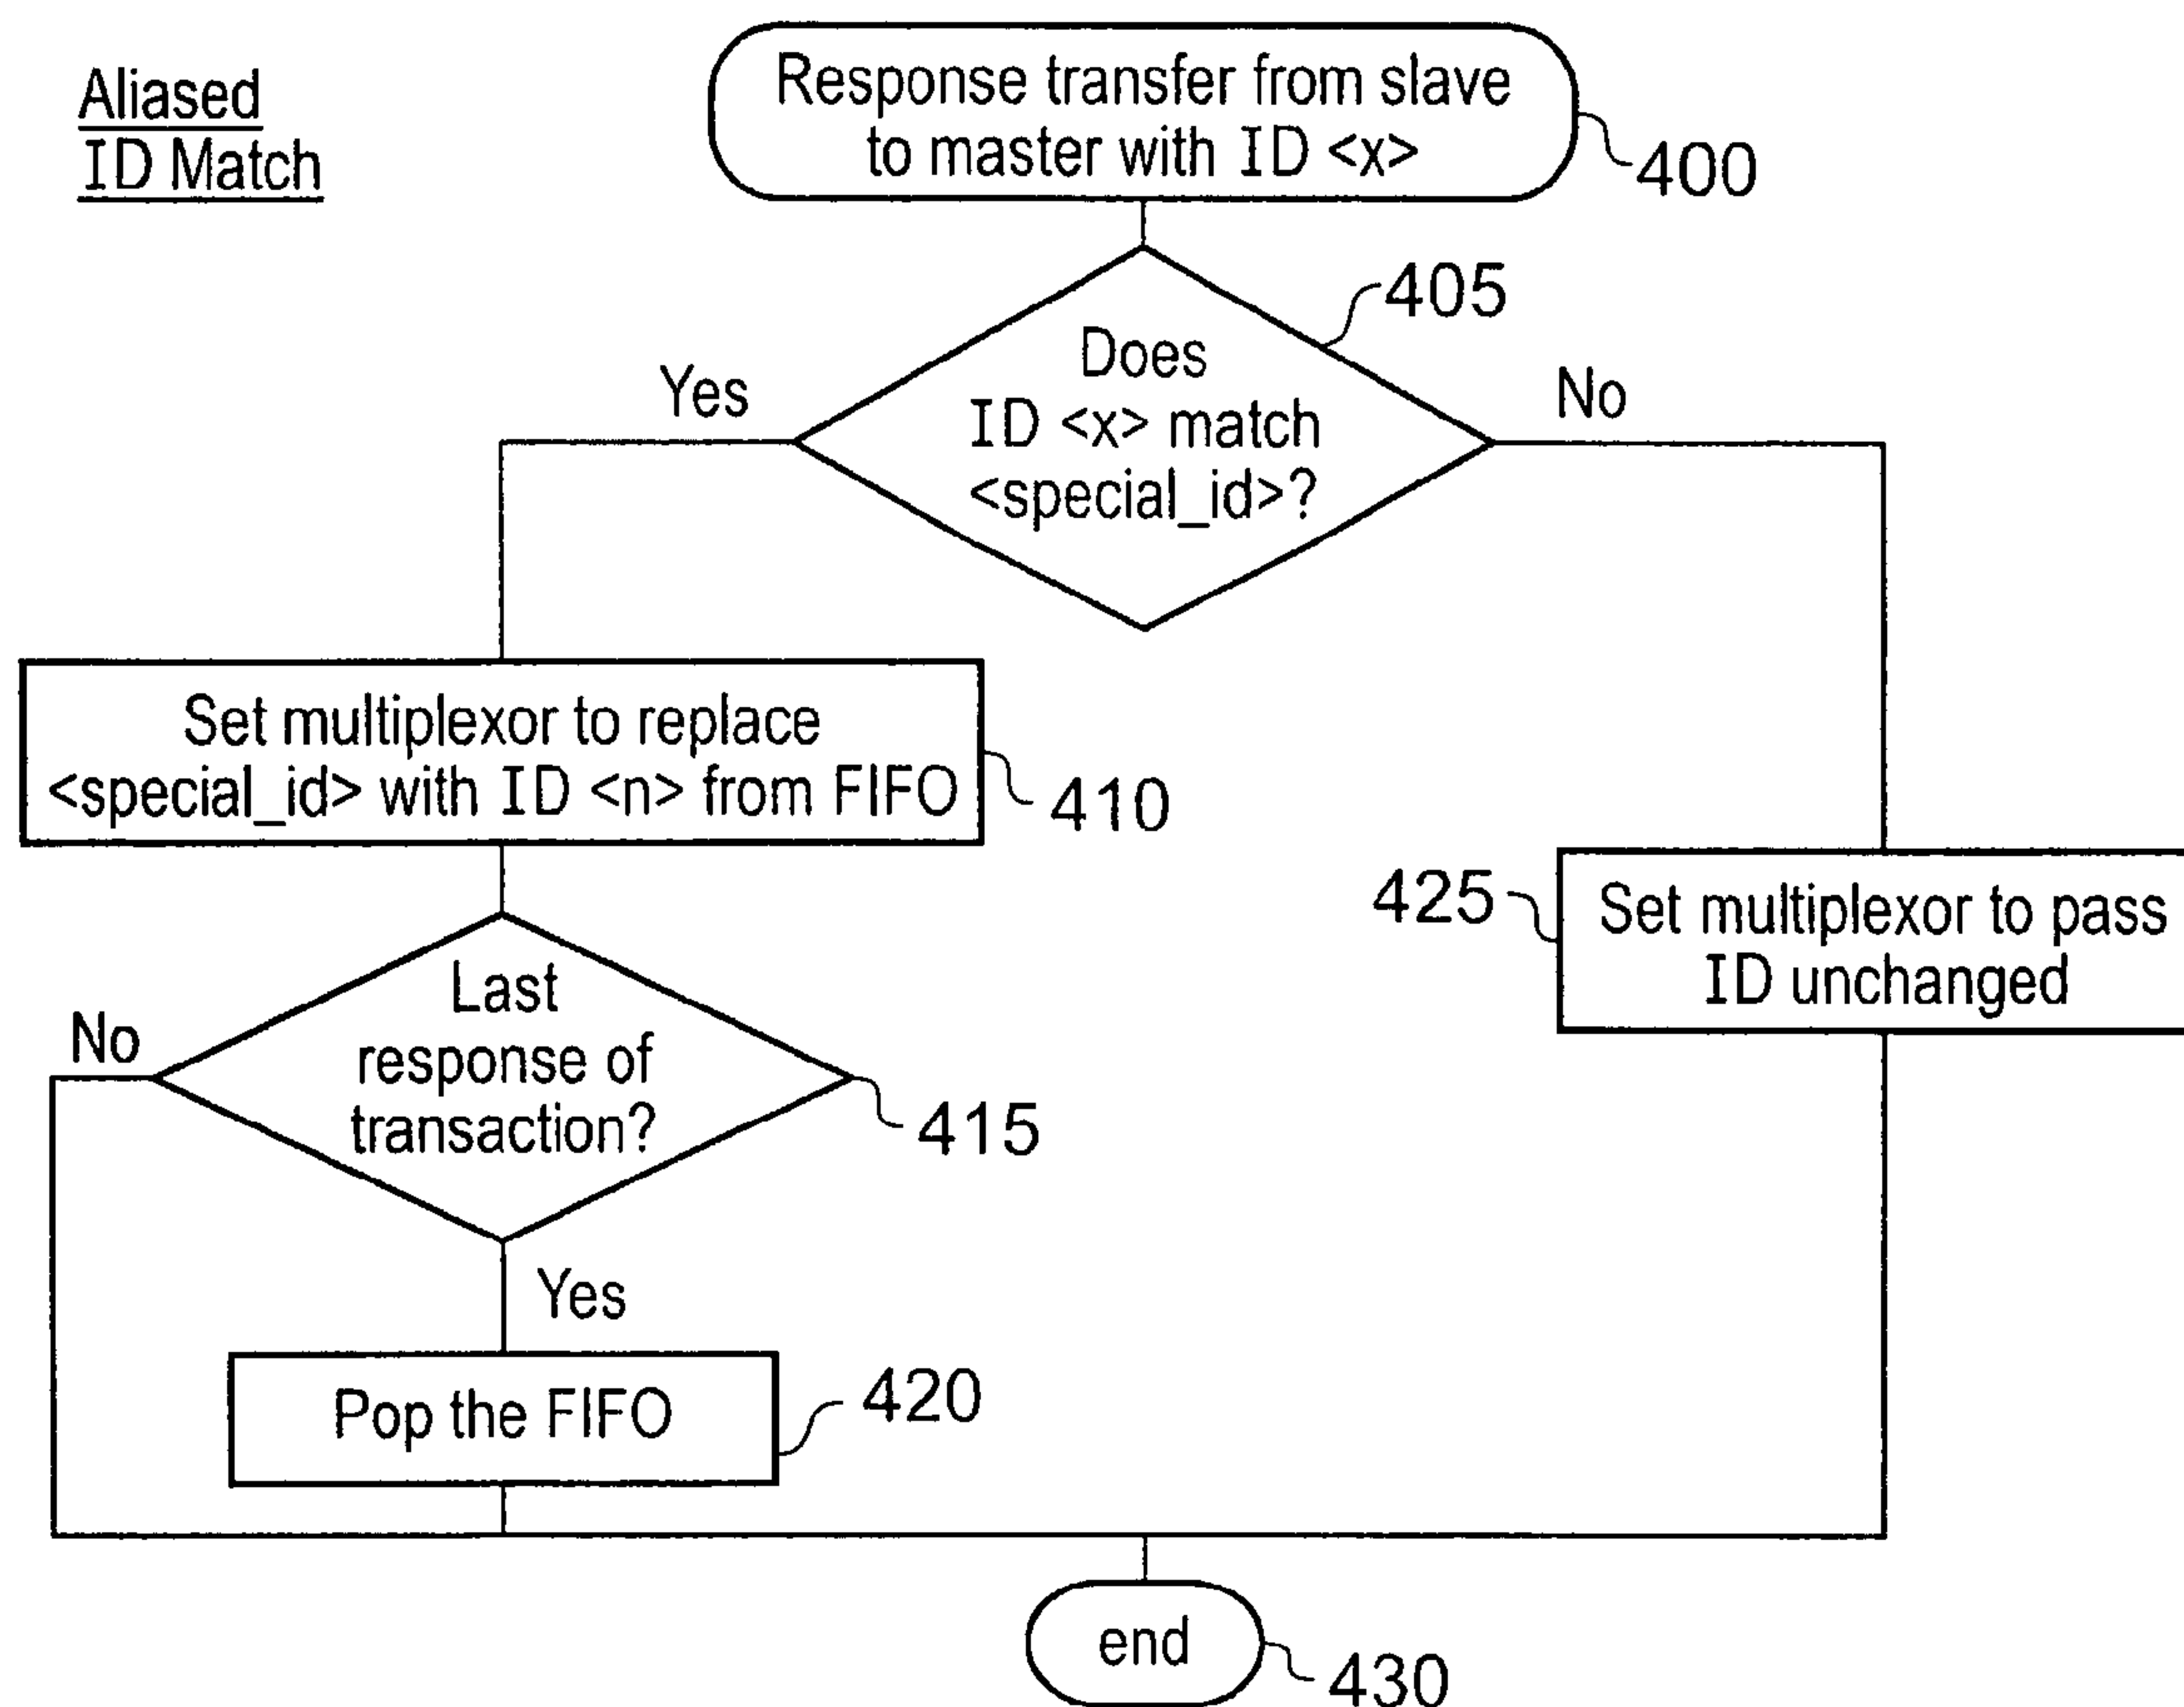 Aliased
ID Match
Response transfer from slave
to master with ID <x>
400
405
Does
ID <x> match
<special_id>?
Yes
No
Set multiplexor to replace
<special_id> with ID <n> from FIFO
410
425
Set multiplexor to pass
ID unchanged
Last
response of
transaction?
No
415
Yes
Pop the FIFO
420
end
430